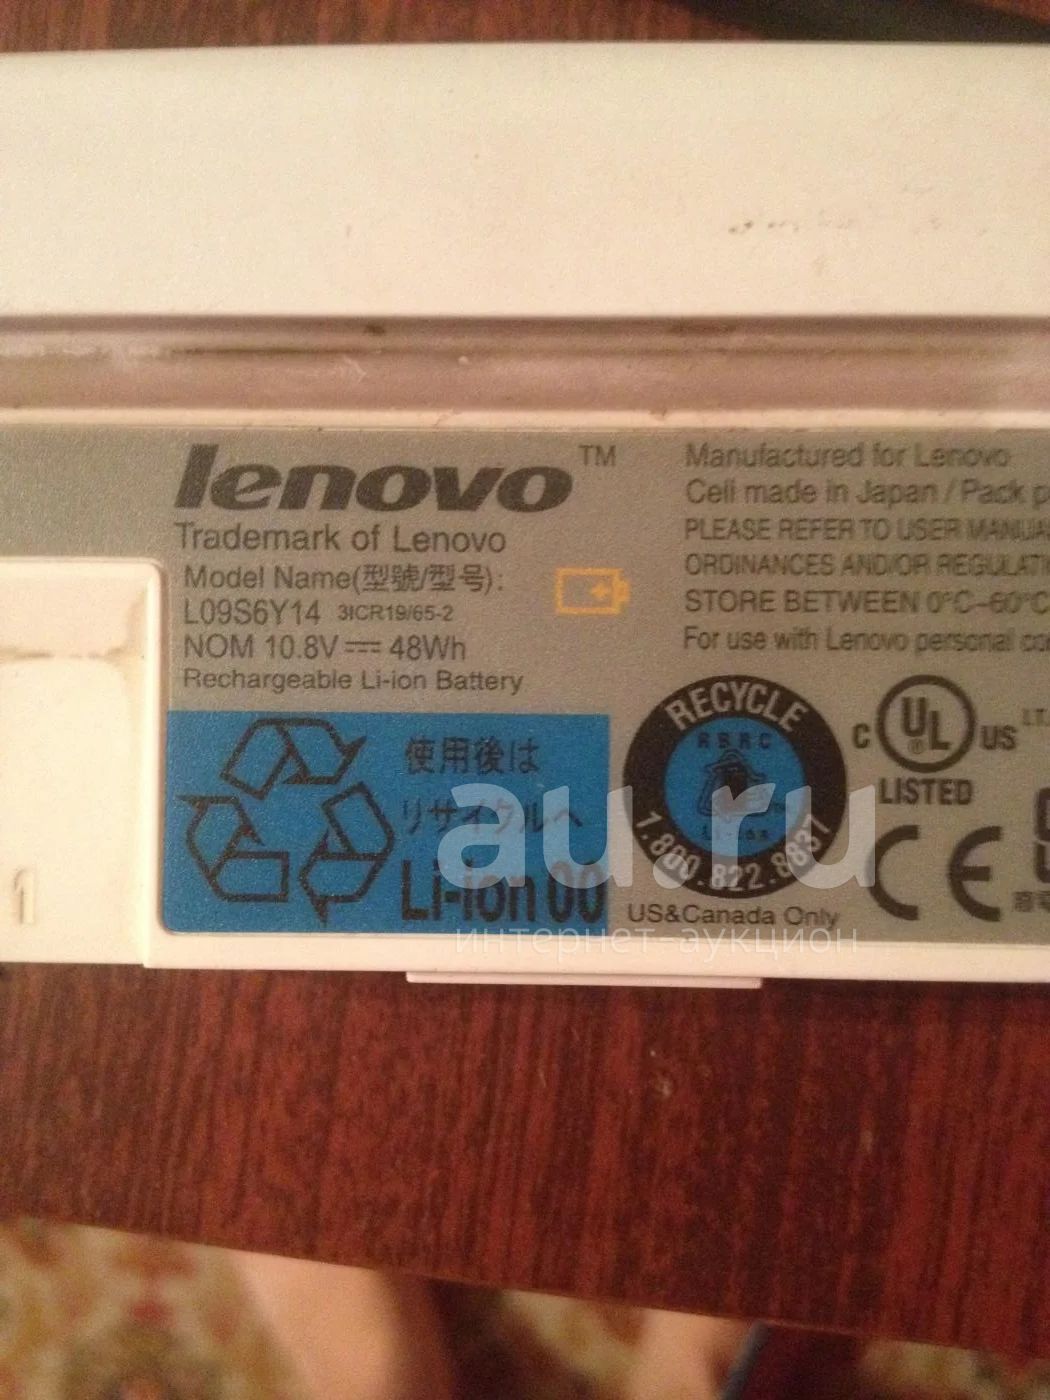 lenovo™
Trademark of Lenovo
Model Name(型號/型号):
L09S6Y14 3ICR19/65-2
NOM 10.8V 48Wh
Rechargeable Li-ion Battery
Manufactured for Lenovo
Cell made in Japan / Pack
PLEASE REFER TO USER
ORDINANCES AND/OR
STORE BETWEEN 0°C~60°C
For use with Lenovo personal
使用後は
リサイクルへ
Li-ion 00
RECYCLE
RBRC
Li-ion
1.800.822.8837
US&Canada Only
C UL® US
LISTED
CE
1
au.ru
интернет-аукцион